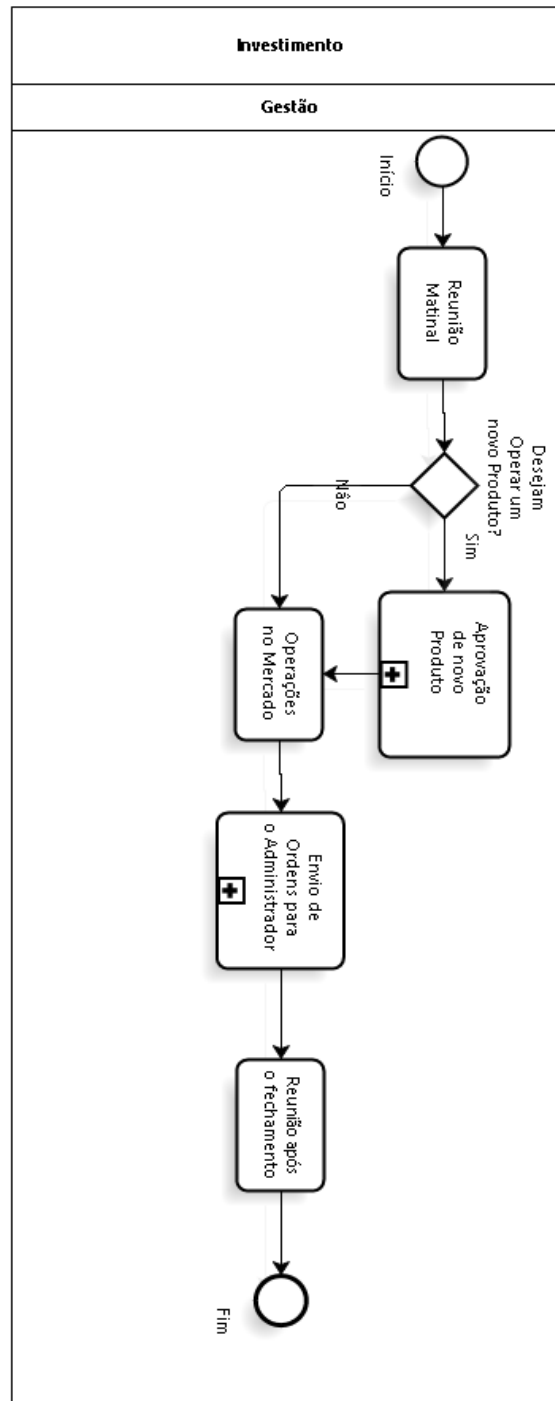 Investimento
Gestão
Início
Reunião
Matinal
Desejam
Operar um
novo Produto?
Não
Sim
Aprovação
de novo
Produto
Operações
no Mercado
Envio de
Ordens para
o Administrador
Reunião após
o fechamento
Fim